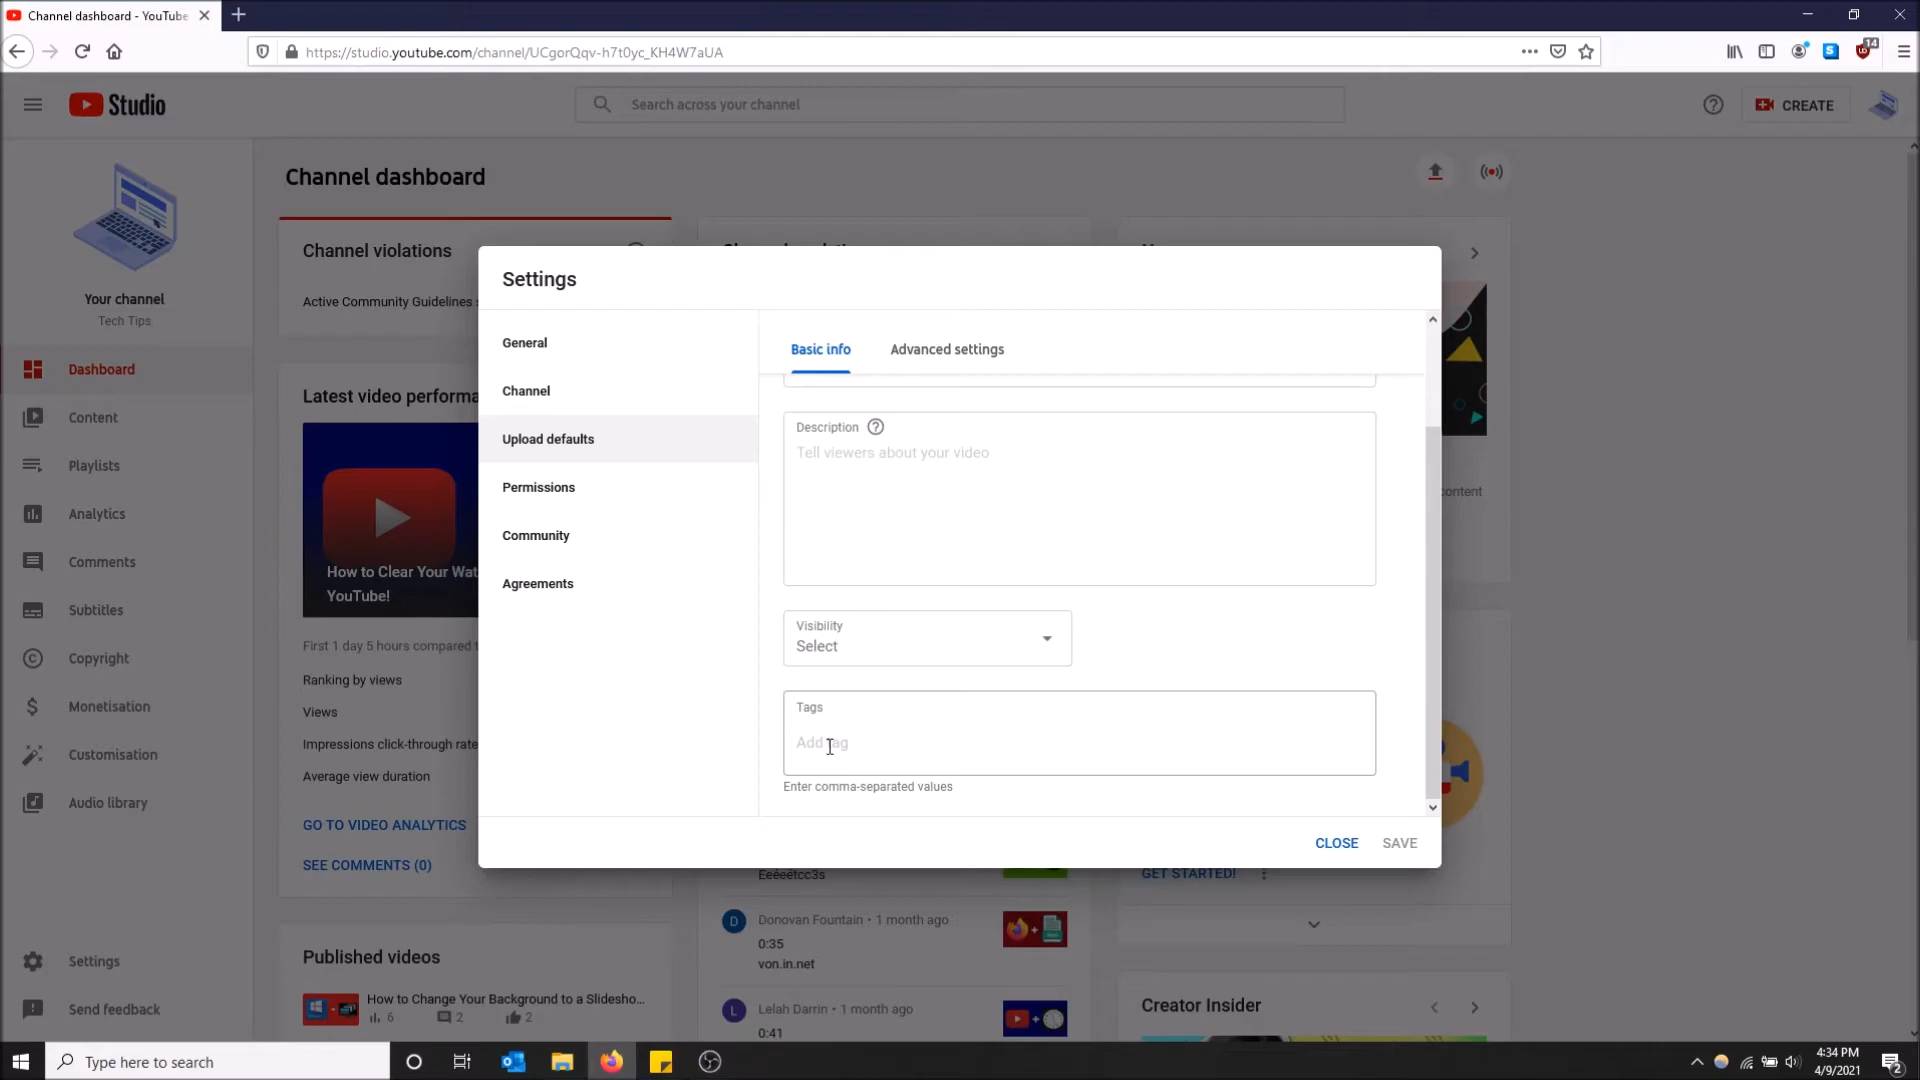 Channel dashboard - YouTube
https://studio.youtube.com/channel/UCgorQqv-h7t0yc_KH4W7aUA
14
Studio
Search across your channel
CREATE
Channel dashboard
Your channel
Tech Tips
Dashboard
Content
Playlists
Analytics
Comments
Subtitles
Copyright
Monetisation
Customisation
Audio library
Settings
Send feedback
Channel violations
Active Community Guidelines
Latest video performa
How to Clear Your Wat
YouTube!
First 1 day 5 hours compared
Ranking by views
Views
Impressions click-through rate
Average view duration
GO TO VIDEO ANALYTICS
SEE COMMENTS (0)
Published videos
How to Change Your Background to a Slidesho...
6 2 2
Settings
General
Channel
Upload defaults
Permissions
Community
Agreements
Basic info
Advanced settings
Description
Tell viewers about your video
Visibility
Select
Tags
Add tag
Enter comma-separated values
CLOSE
SAVE
content
Eeéeétcc3s
D
Donovan Fountain • 1 month ago
0:35
von.in.net
L
Lelah Darrin • 1 month ago
0:41
GET STARTED!
Creator Insider
Type here to search
4:34 PM
4/9/2021
2